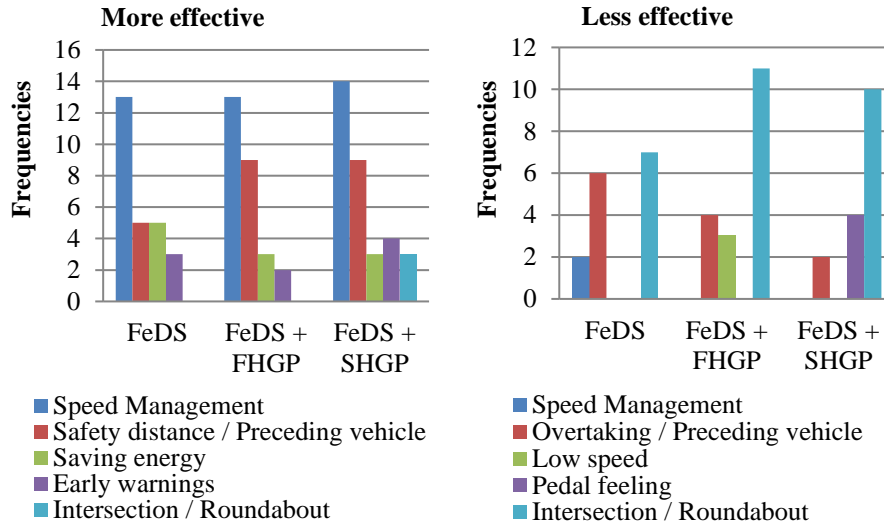 More effective
Frequencies
16
14
12
10
8
6
4
2
0
FeDS
FeDS +
FHGP
FeDS +
SHGP
Speed Management
Safety distance / Preceding vehicle
Saving energy
Early warnings
Intersection / Roundabout
Less effective
Frequencies
12
10
8
6
4
2
0
FeDS
FeDS +
FHGP
FeDS +
SHGP
Speed Management
Overtaking / Preceding vehicle
Low speed
Pedal feeling
Intersection / Roundabout